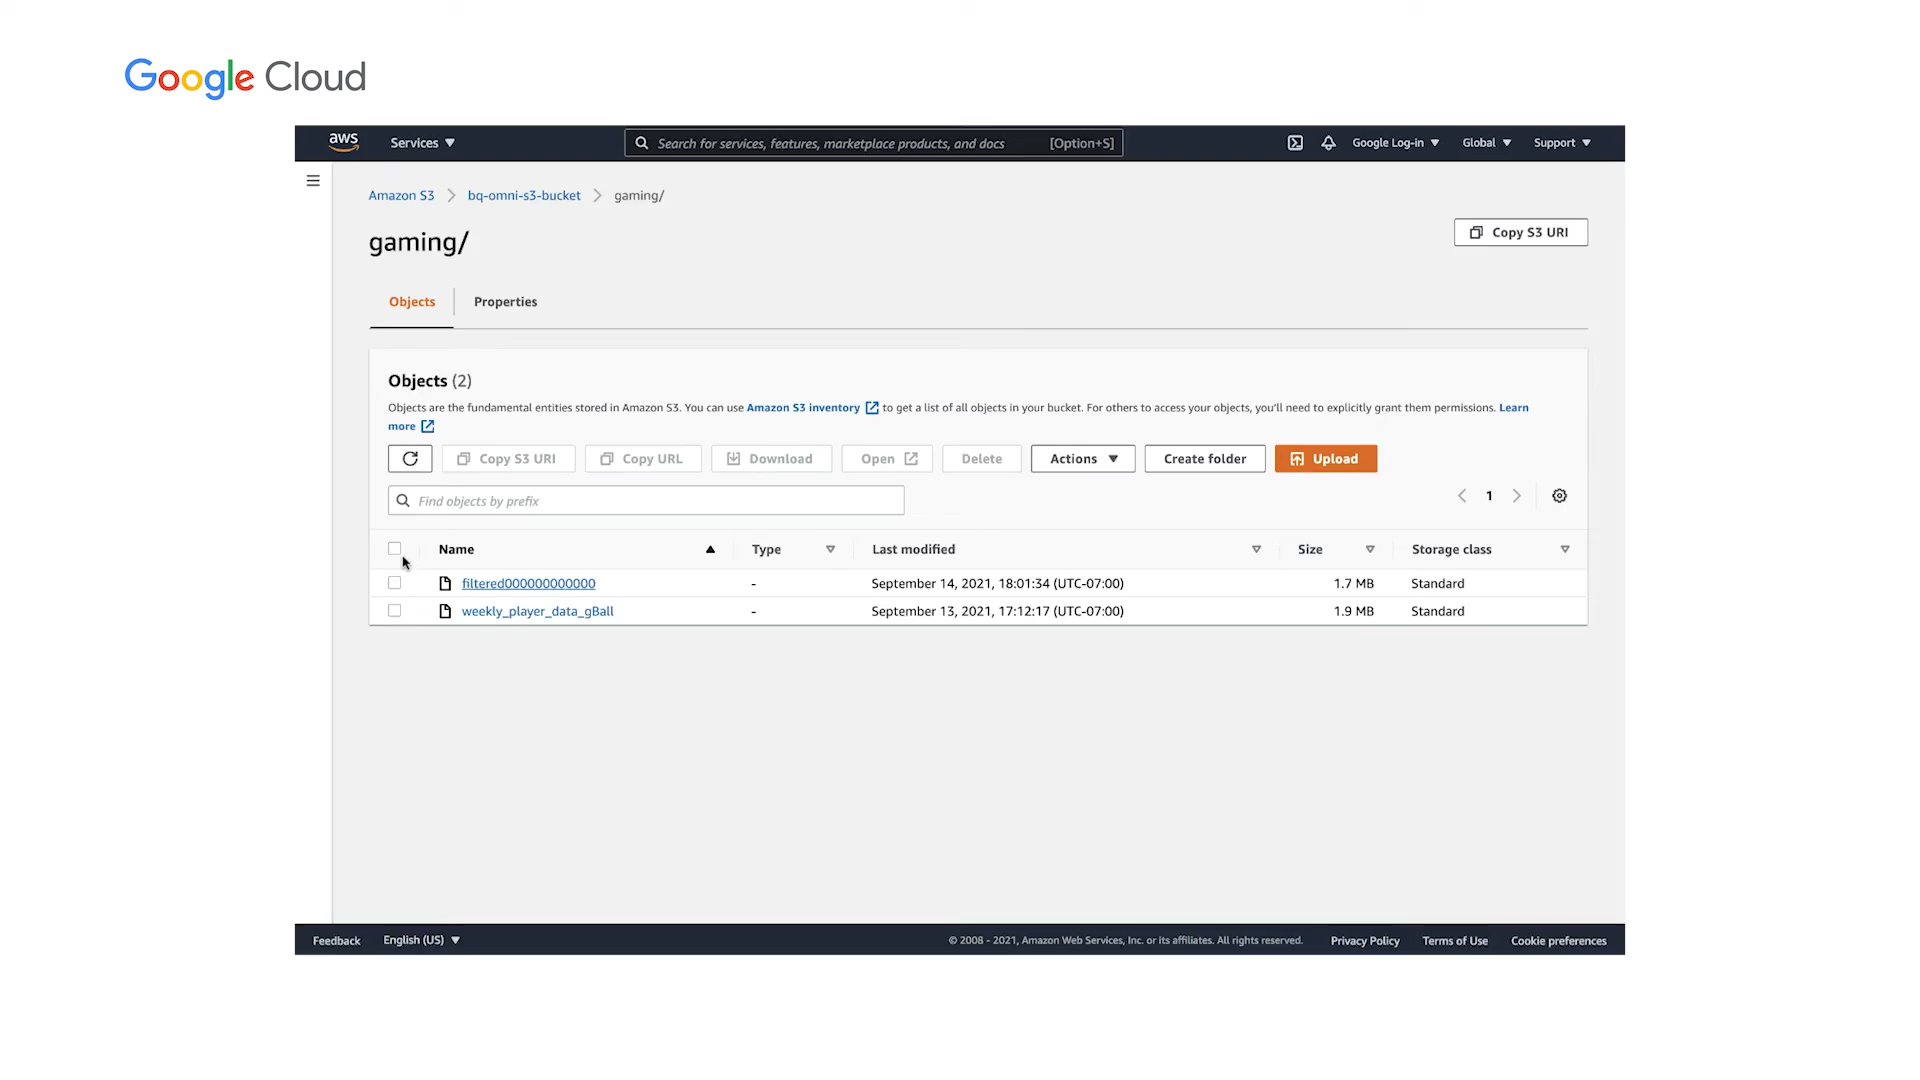 Google Cloud
aws Services Search for services, features, marketplace products, and docs [Option+S] Google Log-in Global Support
Amazon S3 bq-omni-s3-bucket gaming/
gaming/
Copy S3 URI
Objects Properties
Objects (2)
Objects are the fundamental entities stored in Amazon S3. You can use Amazon S3 inventory to get a list of all objects in your bucket. For others to access your objects, you'll need to explicitly grant them permissions. Learn
more
Copy S3 URI Copy URL Download Open Delete Actions Create folder Upload
Find objects by prefix 1
Name Type Last modified Size Storage class
filtered000000000000 - September 14, 2021, 18:01:34 (UTC-07:00) 1.7 MB Standard
weekly_player_data_gBall - September 13, 2021, 17:12:17 (UTC-07:00) 1.9 MB Standard
Feedback English (US) © 2008 - 2021, Amazon Web Services, Inc. or its affiliates. All rights reserved. Privacy Policy Terms of Use Cookie preferences